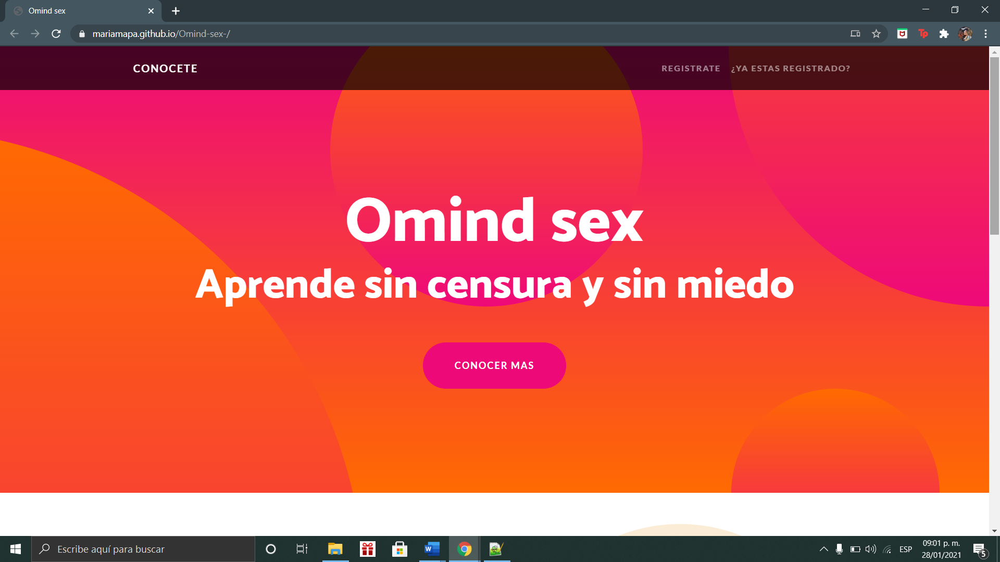 Omind sex
mariamapa.github.io/Omind-sex-/
CONOCETE
REGISTRATE
¿YA ESTAS REGISTRADO?
Omind sex
Aprende sin censura y sin miedo
CONOCER MAS
Escribe aquí para buscar
ESP
09:01 p. m.
28/01/2021
5